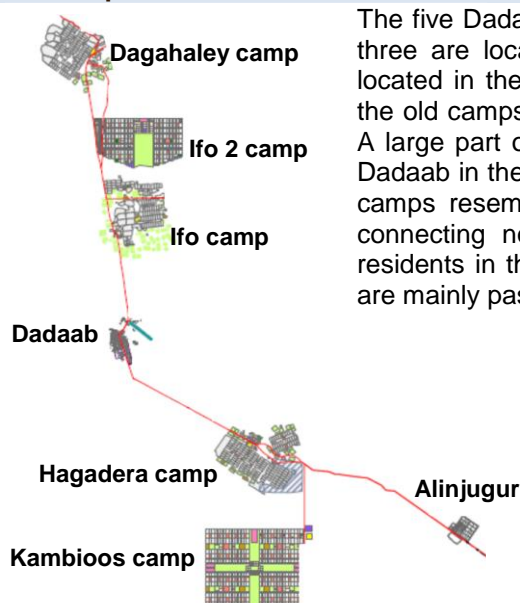 Dagahaley camp
Ifo 2 camp
Ifo camp
Dadaab
Hagadera camp
Alinjugur
Kambioos camp
The five Dada
three are loca
located in the
the old camps
A large part o
Dadaab in the
camps resem
connecting ne
residents in th
are mainly pas